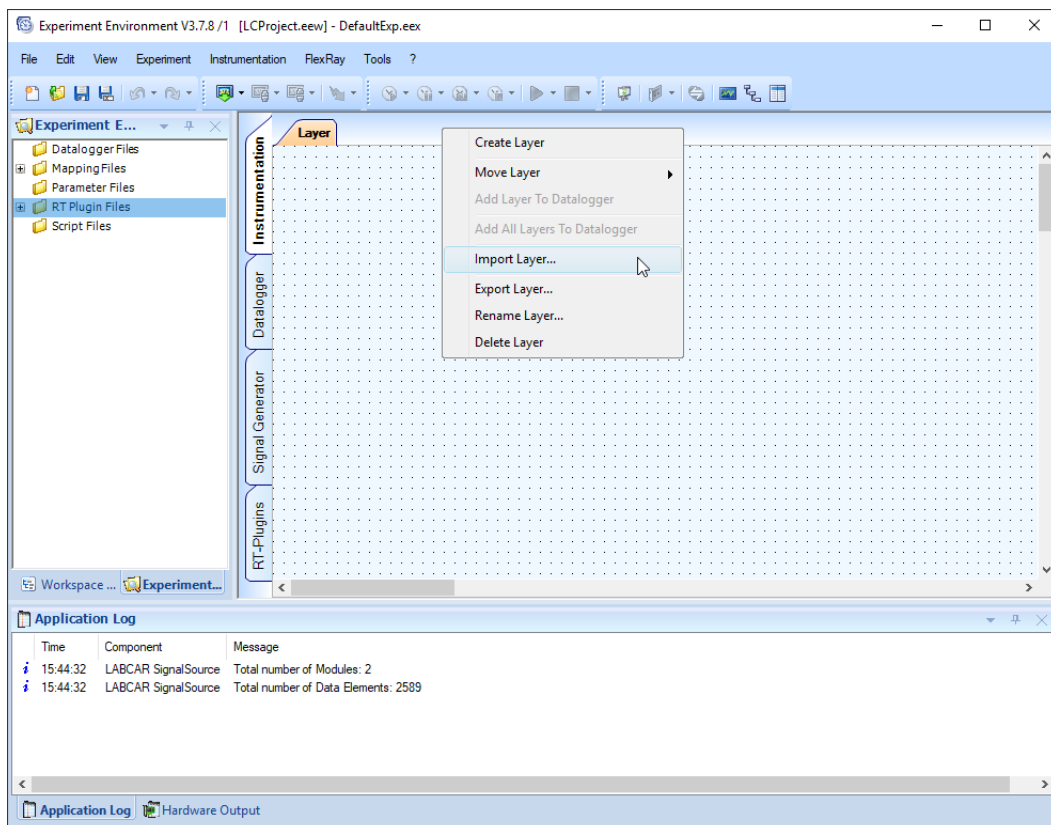 Experiment Environment V3.7.8 /1 [LCProject.eew] - DefaultExp.eex
File Edit View Experiment Instrumentation FlexRay Tools ?
Experiment E...
Datalogger Files
Mapping Files
Parameter Files
RT Plugin Files
Script Files
Workspace ... Experiment...
Instrumentation
Datalogger
Signal Generator
RT-Plugins
Layer
Create Layer
Move Layer
Add Layer To Datalogger
Add All Layers To Datalogger
Import Layer...
Export Layer...
Rename Layer...
Delete Layer
Application Log
Time Component Message
15:44:32 LABCAR SignalSource Total number of Modules: 2
15:44:32 LABCAR SignalSource Total number of Data Elements: 2589
Application Log Hardware Output